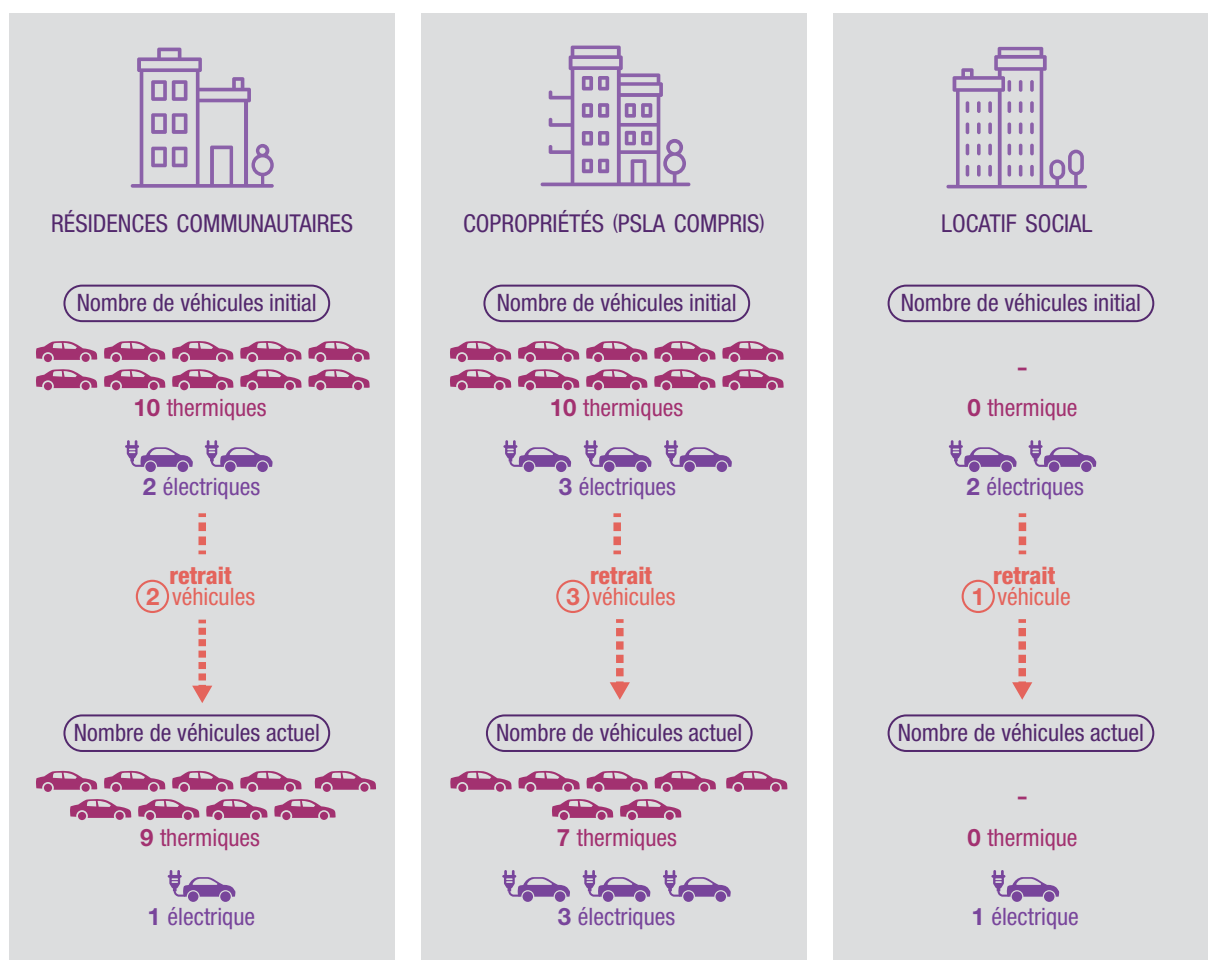 RÉSIDENCES COMMUNAUTAIRES
Nombre de véhicules initial
10 thermiques
2 électriques
retrait
2 véhicules
Nombre de véhicules actuel
9 thermiques
1 électrique
COPROPRIÉTÉS (PSLA COMPRIS)
Nombre de véhicules initial
10 thermiques
3 électriques
retrait
3 véhicules
Nombre de véhicules actuel
7 thermiques
3 électriques
LOCATIF SOCIAL
Nombre de véhicules initial
-
0 thermique
2 électriques
retrait
1 véhicule
Nombre de véhicules actuel
-
0 thermique
1 électrique